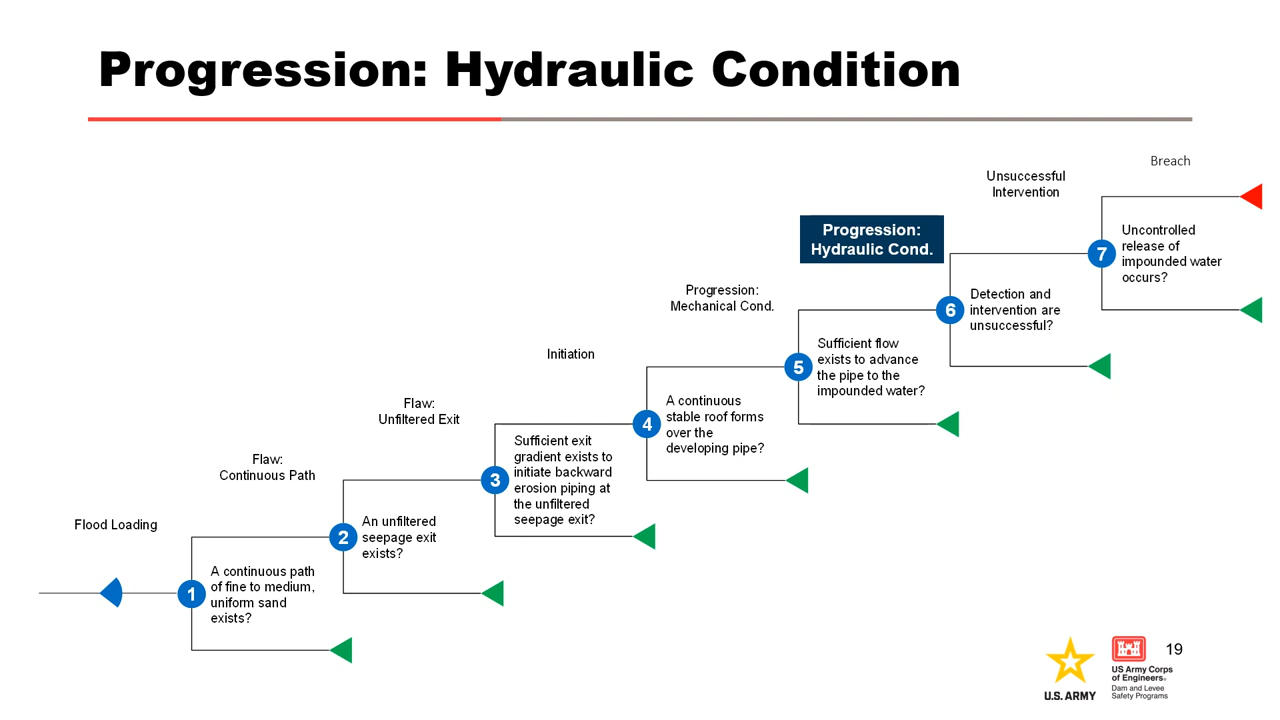 Progression: Hydraulic Condition
Breach
Unsuccessful
Intervention
Progression:
Hydraulic Cond.
Uncontrolled
release of
impounded water
occurs?
7
Progression:
Mechanical Cond.
Detection and
intervention are
unsuccessful?
6
Initiation
Sufficient flow
exists to advance
the pipe to the
impounded water?
5
Flaw:
Unfiltered Exit
A continuous
stable roof forms
over the
developing pipe?
4
Flaw:
Continuous Path
Sufficient exit
gradient exists to
initiate backward
erosion piping at
the unfiltered
seepage exit?
3
Flood Loading
An unfiltered
seepage exit
exists?
2
A continuous path
of fine to medium,
uniform sand
exists?
1
U.S. ARMY
US Army Corps
of Engineers®
Dam and Levee
Safety Programs
19